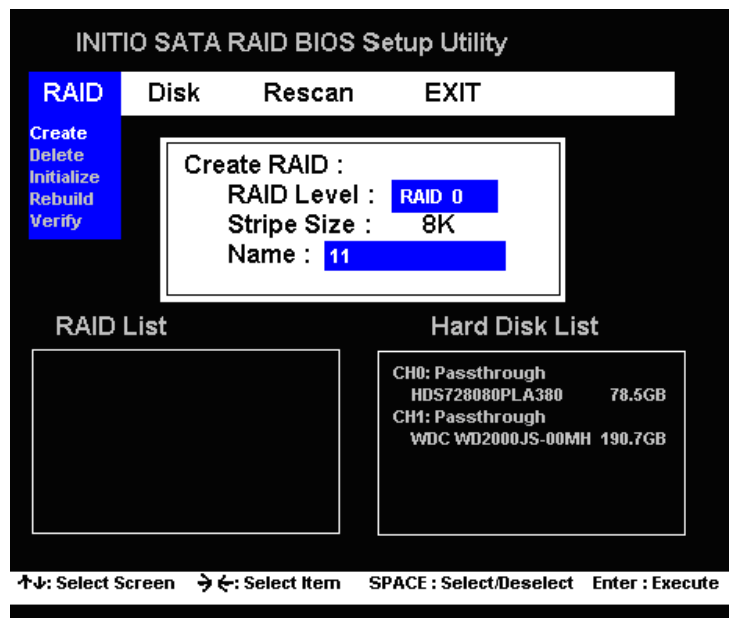 INITIO SATA RAID BIOS Setup Utility
RAID Disk Rescan EXIT
Create
Delete
Initialize
Rebuild
Verify
Create RAID :
RAID Level : RAID 0
Stripe Size : 8K
Name : 11
RAID List
Hard Disk List
CH0: Passthrough
HDS728080PLA380 78.5GB
CH1: Passthrough
WDC WD2000JS-00MH 190.7GB
↑↓: Select Screen →←: Select Item SPACE : Select/Deselect Enter : Execute